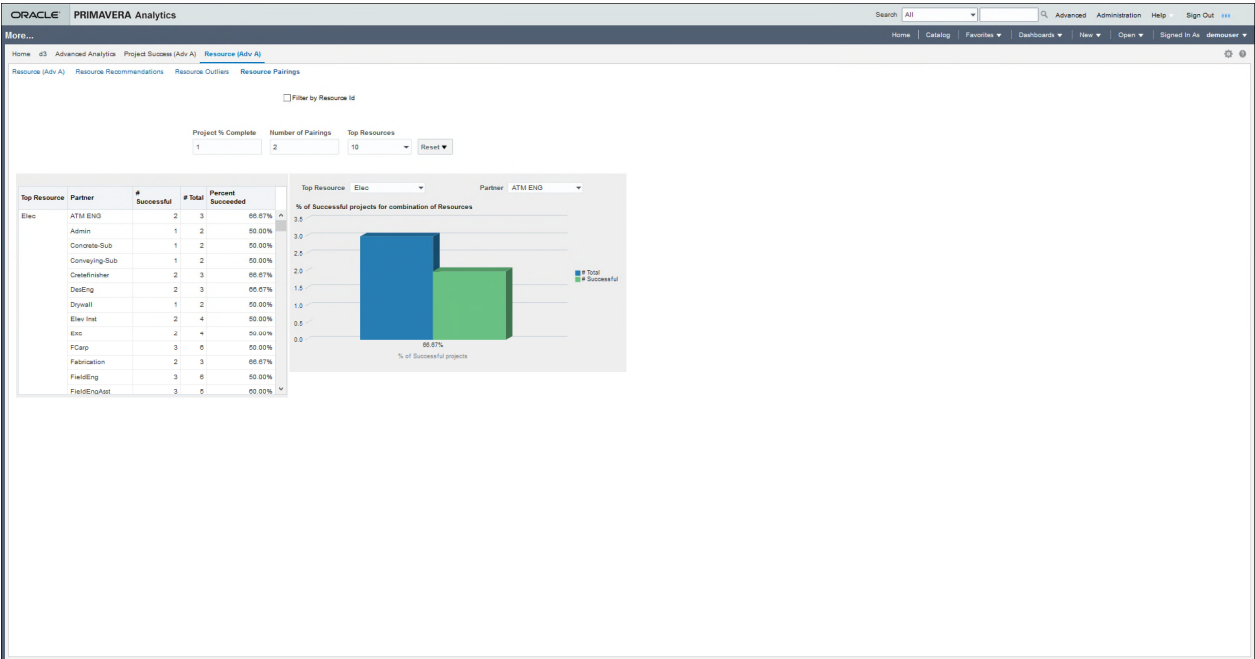 ORACLE PRIMAVERA Analytics Search All Advanced Administration Help Sign Out
More... Home Catalog Favorites Dashboards New Open Signed In As demouser
Home d3 Advanced Analytics Project Success (Adv A) Resource (Adv A)
Resource (Adv A) Resource Recommendations Resource Outliers Resource Pairings
Filter by Resource Id
Project % Complete Number of Pairings Top Resources
1 2 10 Reset
Top Resource Partner # Successful # Total Percent Succeeded
Elec ATM ENG 2 3 66.67%
Admin 1 2 50.00%
Concrete-Sub 1 2 50.00%
Conveying-Sub 1 2 50.00%
Cretefinisher 2 3 66.67%
DesEng 2 3 66.67%
Drywall 1 2 50.00%
Elev Inst 2 4 50.00%
Exc 2 4 50.00%
FCarp 3 6 50.00%
Fabrication 2 3 66.67%
FieldEng 3 6 50.00%
FieldEngAsst 3 5 60.00%
Top Resource Elec Partner ATM ENG
% of Successful projects for combination of Resources
3.5
3.0
2.5
2.0
1.5
1.0
0.5
0.0
66.67%
% of Successful projects
# Total
# Successful